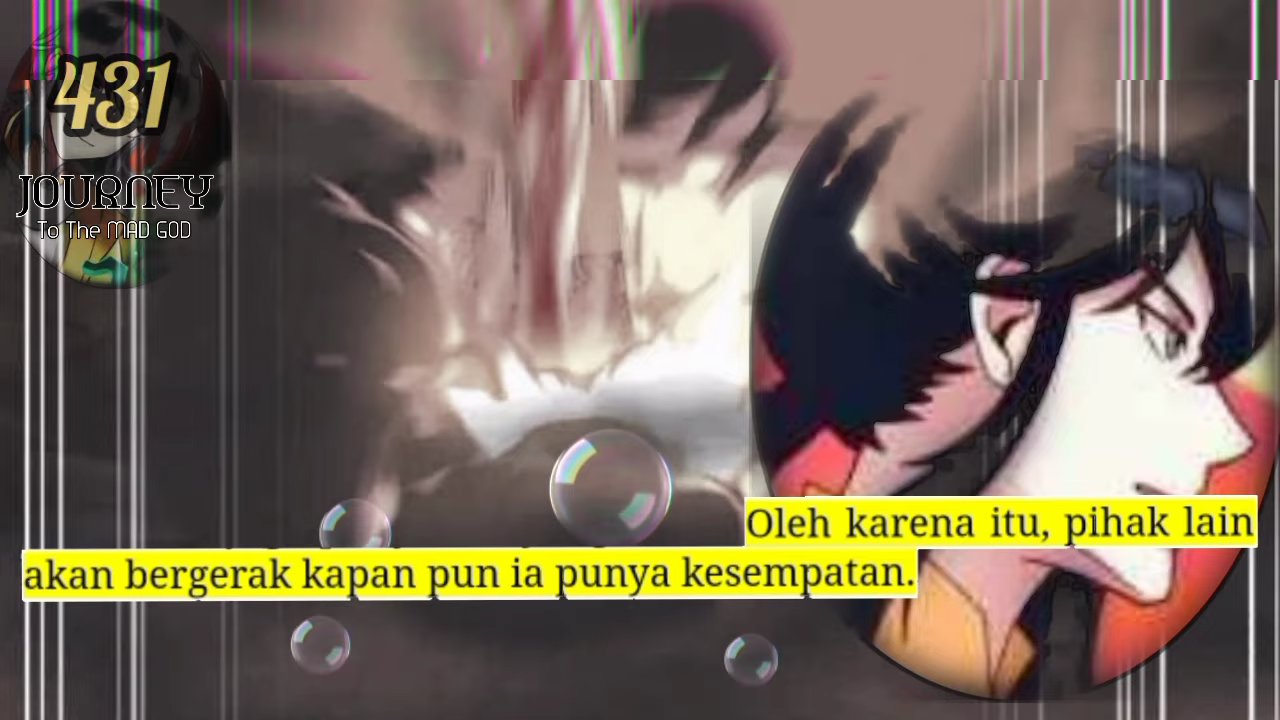 431
JOURNEY
To The MAD GOD
Oleh karena itu, pihak lain
akan bergerak kapan pun ia punya kesempatan.